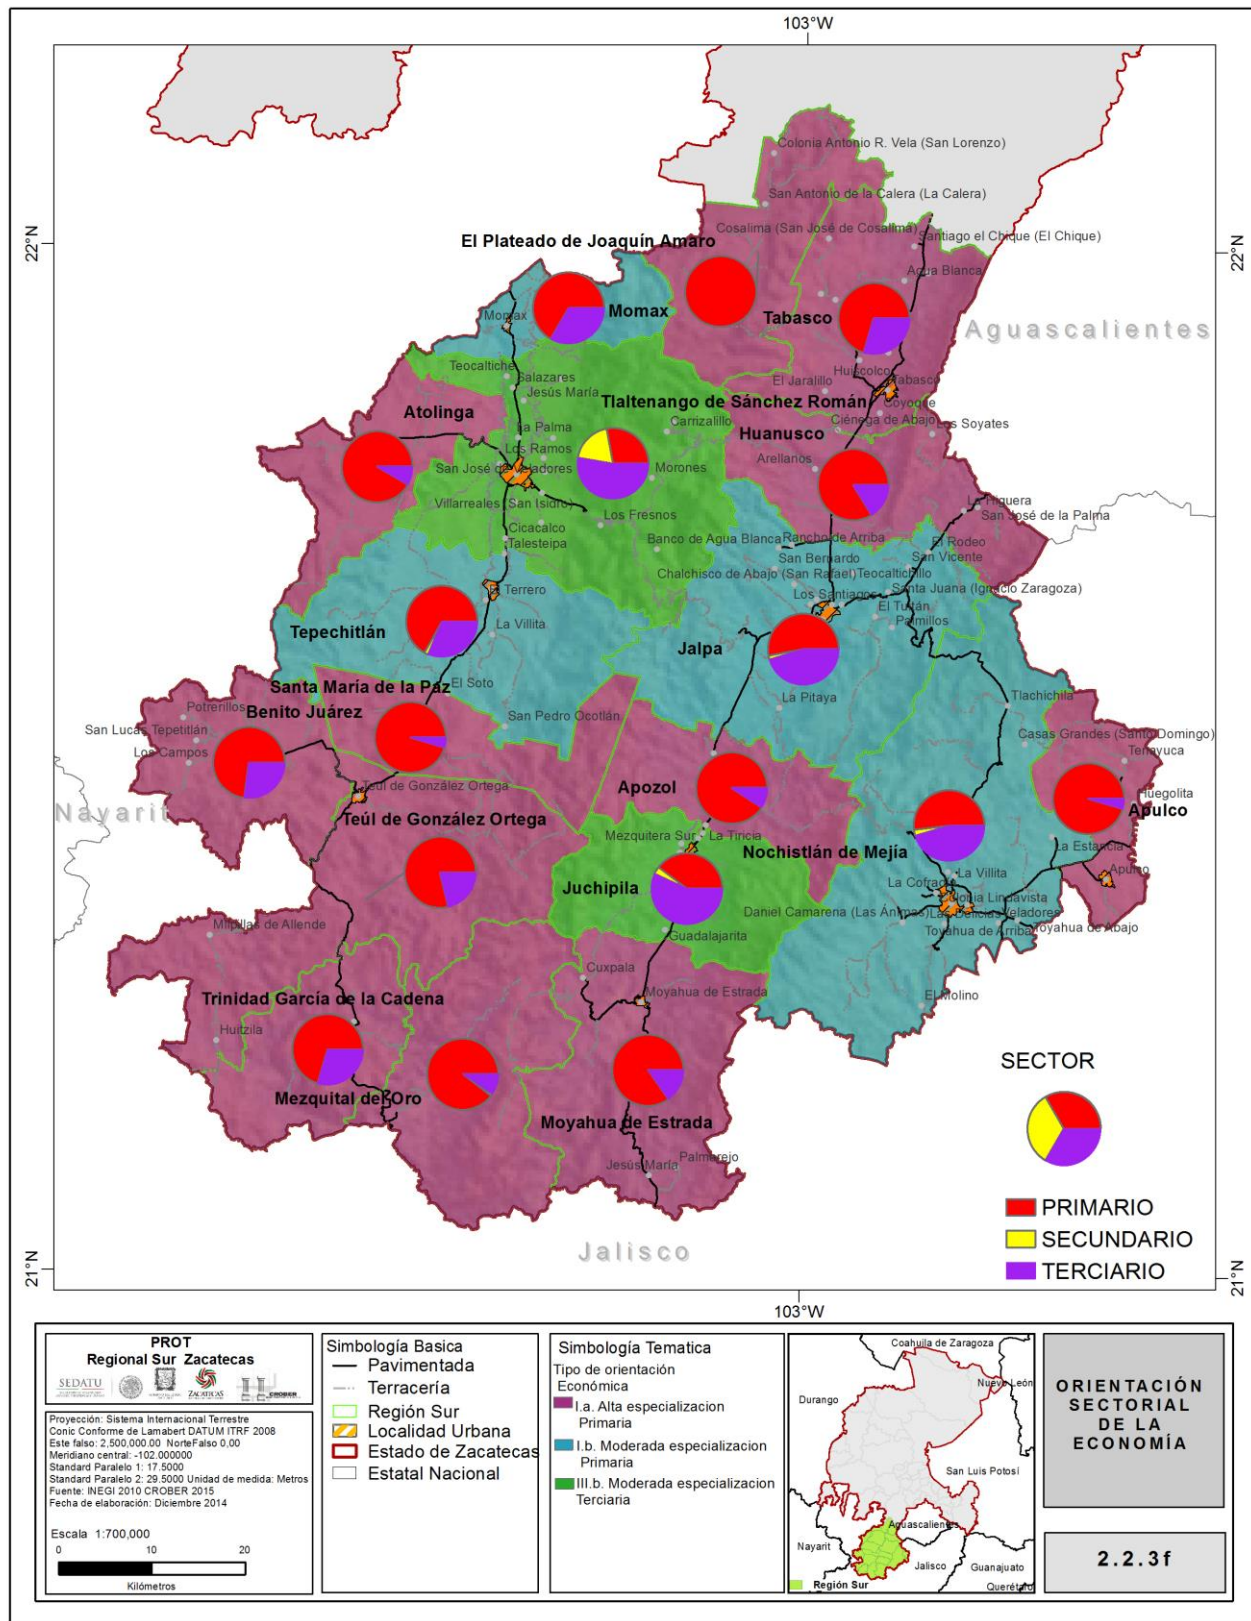 103°W
22°N
22°N
Colonia Antonio R. Vela (San Lorenzo)
San Antonio de la Calera (La Calera)
Cosalima (San José de Cosalima)
Santiago el Chique (El Chique)
El Plateado de Joaquín Amaro
Agua Blanca
Momax
Momax
Tabasco
Aguascalientes
Teocaltiche
Huiscolco
Salazares
El Jaralillo
Tabasco
Jesús María
Tlaltenango de Sánchez Román
Coyoque
Atolinga
Ciénega de Abajo
Los Soyates
La Palma
Carrizalillo
Huanusco
Los Ramos
San José de Veladores
Morones
Arellanos
Villarreales (San Isidro)
La Higuera
San José de la Palma
Los Fresnos
Cicacalco
Talesteipa
Banco de Agua Blanca
Rancho de Arriba
El Rodeo
San Bernardo
San Vicente
Chalchisco de Abajo (San Rafael)
Teocaltichillo
El Terrero
Los Santiagos
Santa Juana (Ignacio Zaragoza)
El Tuitán
Palmillos
Tepechitlán
La Villita
Jalpa
Santa María de la Paz
El Soto
La Pitaya
Tlachichila
Benito Juárez
Potrerillos
San Pedro Ocotlán
San Lucas Tepetitlán
Casas Grandes (Santo Domingo)
Los Campos
Tenayuca
Teúl de González Ortega
Apozol
Huegolita
Nayarit
Apulco
Teúl de González Ortega
Mezquitera Sur
La Tiricia
Nochistlán de Mejía
La Estancia
Juchipila
La Villita
Apulco
La Cofradía
Colonia Lindavista
Daniel Camarena (Las Ánimas)
Las Delicias
Veladores
Milpillas de Allende
Guadalajarita
Toyahua de Arriba
Toyahua de Abajo
Cuxpala
Trinidad García de la Cadena
Moyahua de Estrada
El Molino
Huitzila
Mezquital del Oro
Moyahua de Estrada
Jesús María
Palmarejo
Jalisco
SECTOR
PRIMARIO
SECUNDARIO
TERCIARIO
21°N
21°N
103°W
PROT
Regional Sur Zacatecas
SEDATU
ZACATECAS
CROBER
Proyección: Sistema Internacional Terrestre
Conic Conforme de Lamabert DATUM ITRF 2008
Este falso: 2,500,000.00 NorteFalso 0,00
Meridiano central: -102.000000
Standard Paralelo 1: 17.5000
Standard Paralelo 2: 29.5000 Unidad de medida: Metros
Fuente: INEGI 2010 CROBER 2015
Fecha de elaboración: Diciembre 2014
Escala 1:700,000
0 10 20
Kilómetros
Simbología Basica
Pavimentada
Terracería
Región Sur
Localidad Urbana
Estado de Zacatecas
Estatal Nacional
Simbología Tematica
Tipo de orientación
Económica
I.a. Alta especializacion
Primaria
I.b. Moderada especializacion
Primaria
III.b. Moderada especializacion
Terciaria
Coahuila de Zaragoza
Nuevo León
Durango
San Luis Potosí
Aguascalientes
Nayarit
Jalisco
Guanajuato
Querétaro
Región Sur
ORIENTACIÓN
SECTORIAL
DE LA
ECONOMÍA
2.2.3f